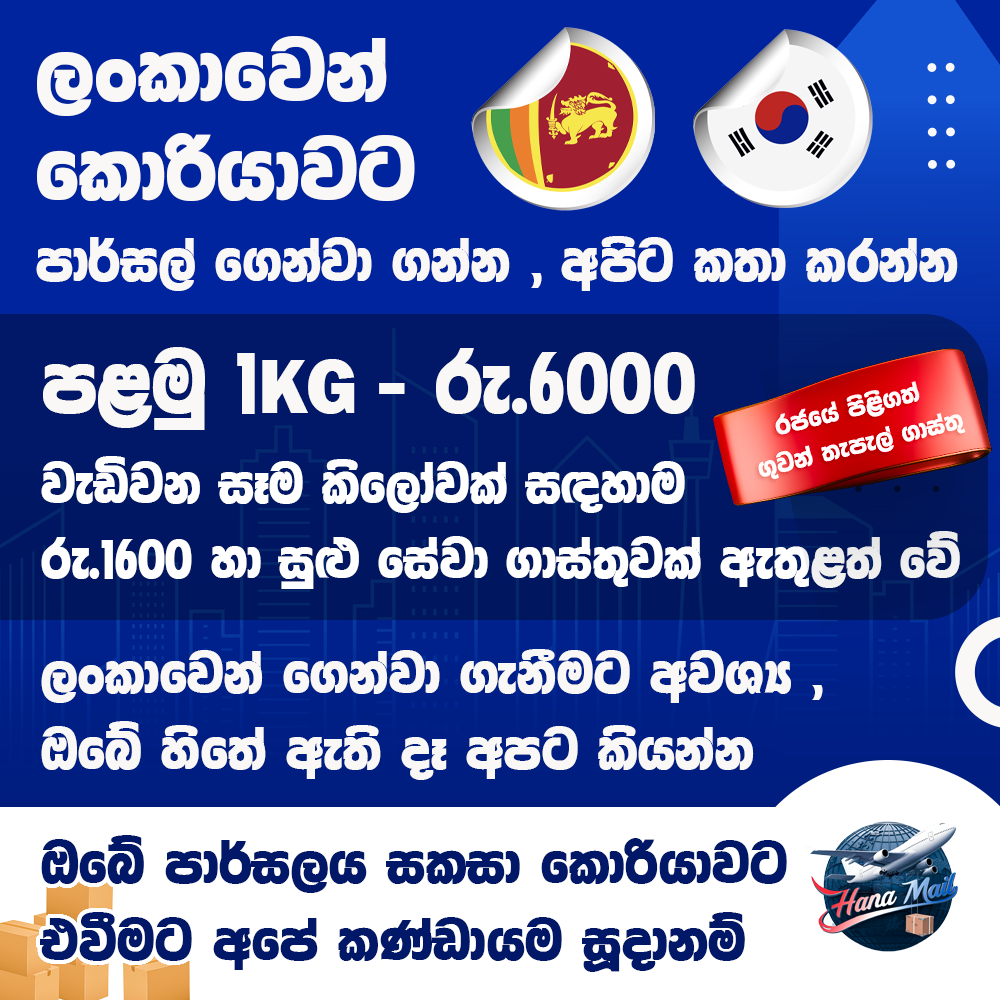 ලංකාවෙන්
කොරියාවට
පාර්සල් ගෙන්වා ගන්න , අපිට කතා කරන්න
පළමු 1KG - රු.6000
රජයේ පිළිගත්
ගුවන් තැපැල් ගාස්තු
වැඩිවන සෑම කිලෝවක් සඳහාම
රු.1600 හා සුළු සේවා ගාස්තුවක් ඇතුළත් වේ
ලංකාවෙන් ගෙන්වා ගැනීමට අවශ්‍ය ,
ඔබේ හිතේ ඇති දෑ අපට කියන්න
ඔබේ පාර්සලය සකසා කොරියාවට
එවීමට අපේ කණ්ඩායම සූදානම්
Hana Mail